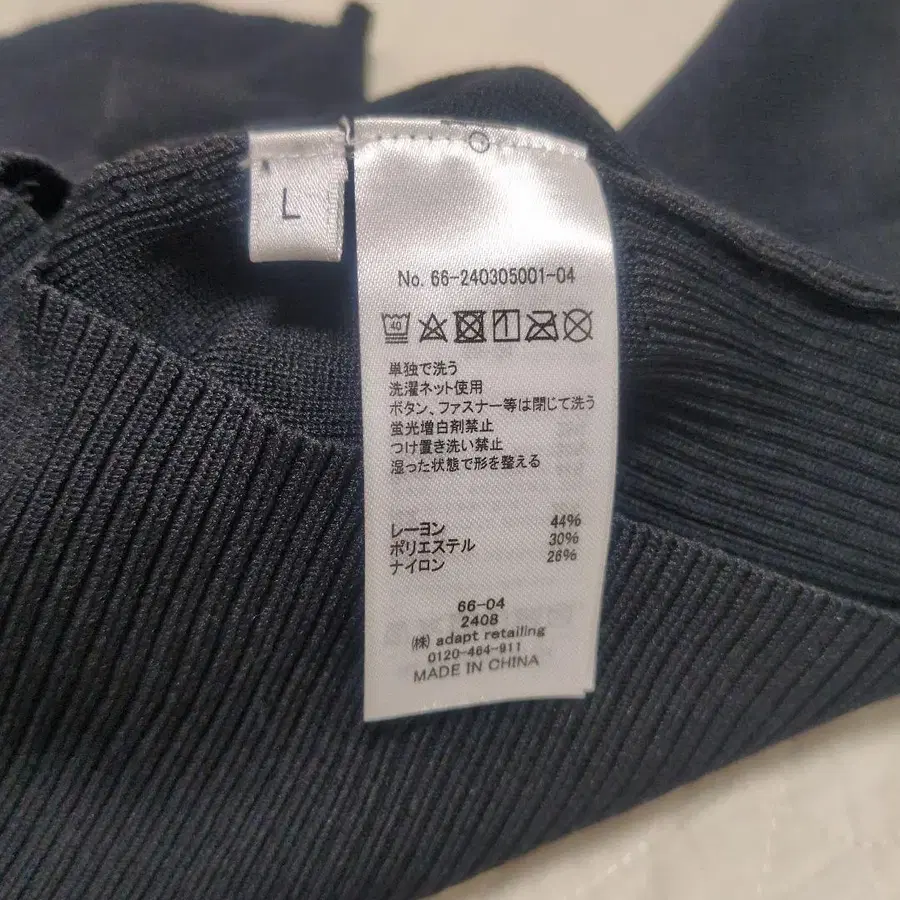 L
No. 66-240305001-04
40
単独で洗う
洗濯ネット使用
ボタン、ファスナー等は閉じて洗う
蛍光増白剤禁止
つけ置き洗い禁止
湿った状態で形を整える
レーヨン 44%
ポリエステル 30%
ナイロン 26%
66-04
2408
㈱ adapt retailing
0120-464-911
MADE IN CHINA